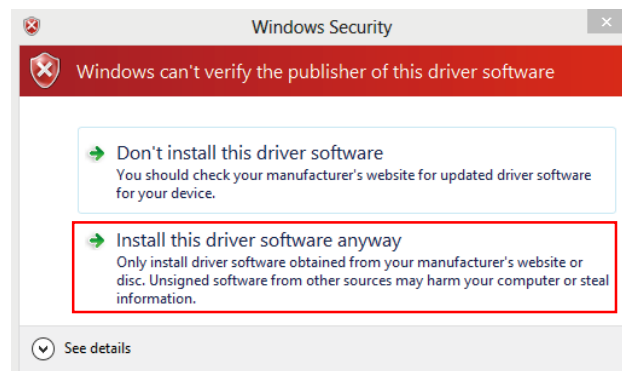 Windows Security
Windows can't verify the publisher of this driver software
Don't install this driver software
You should check your manufacturer's website for updated driver software
for your device.
Install this driver software anyway
Only install driver software obtained from your manufacturer's website or
disc. Unsigned software from other sources may harm your computer or steal
information.
See details